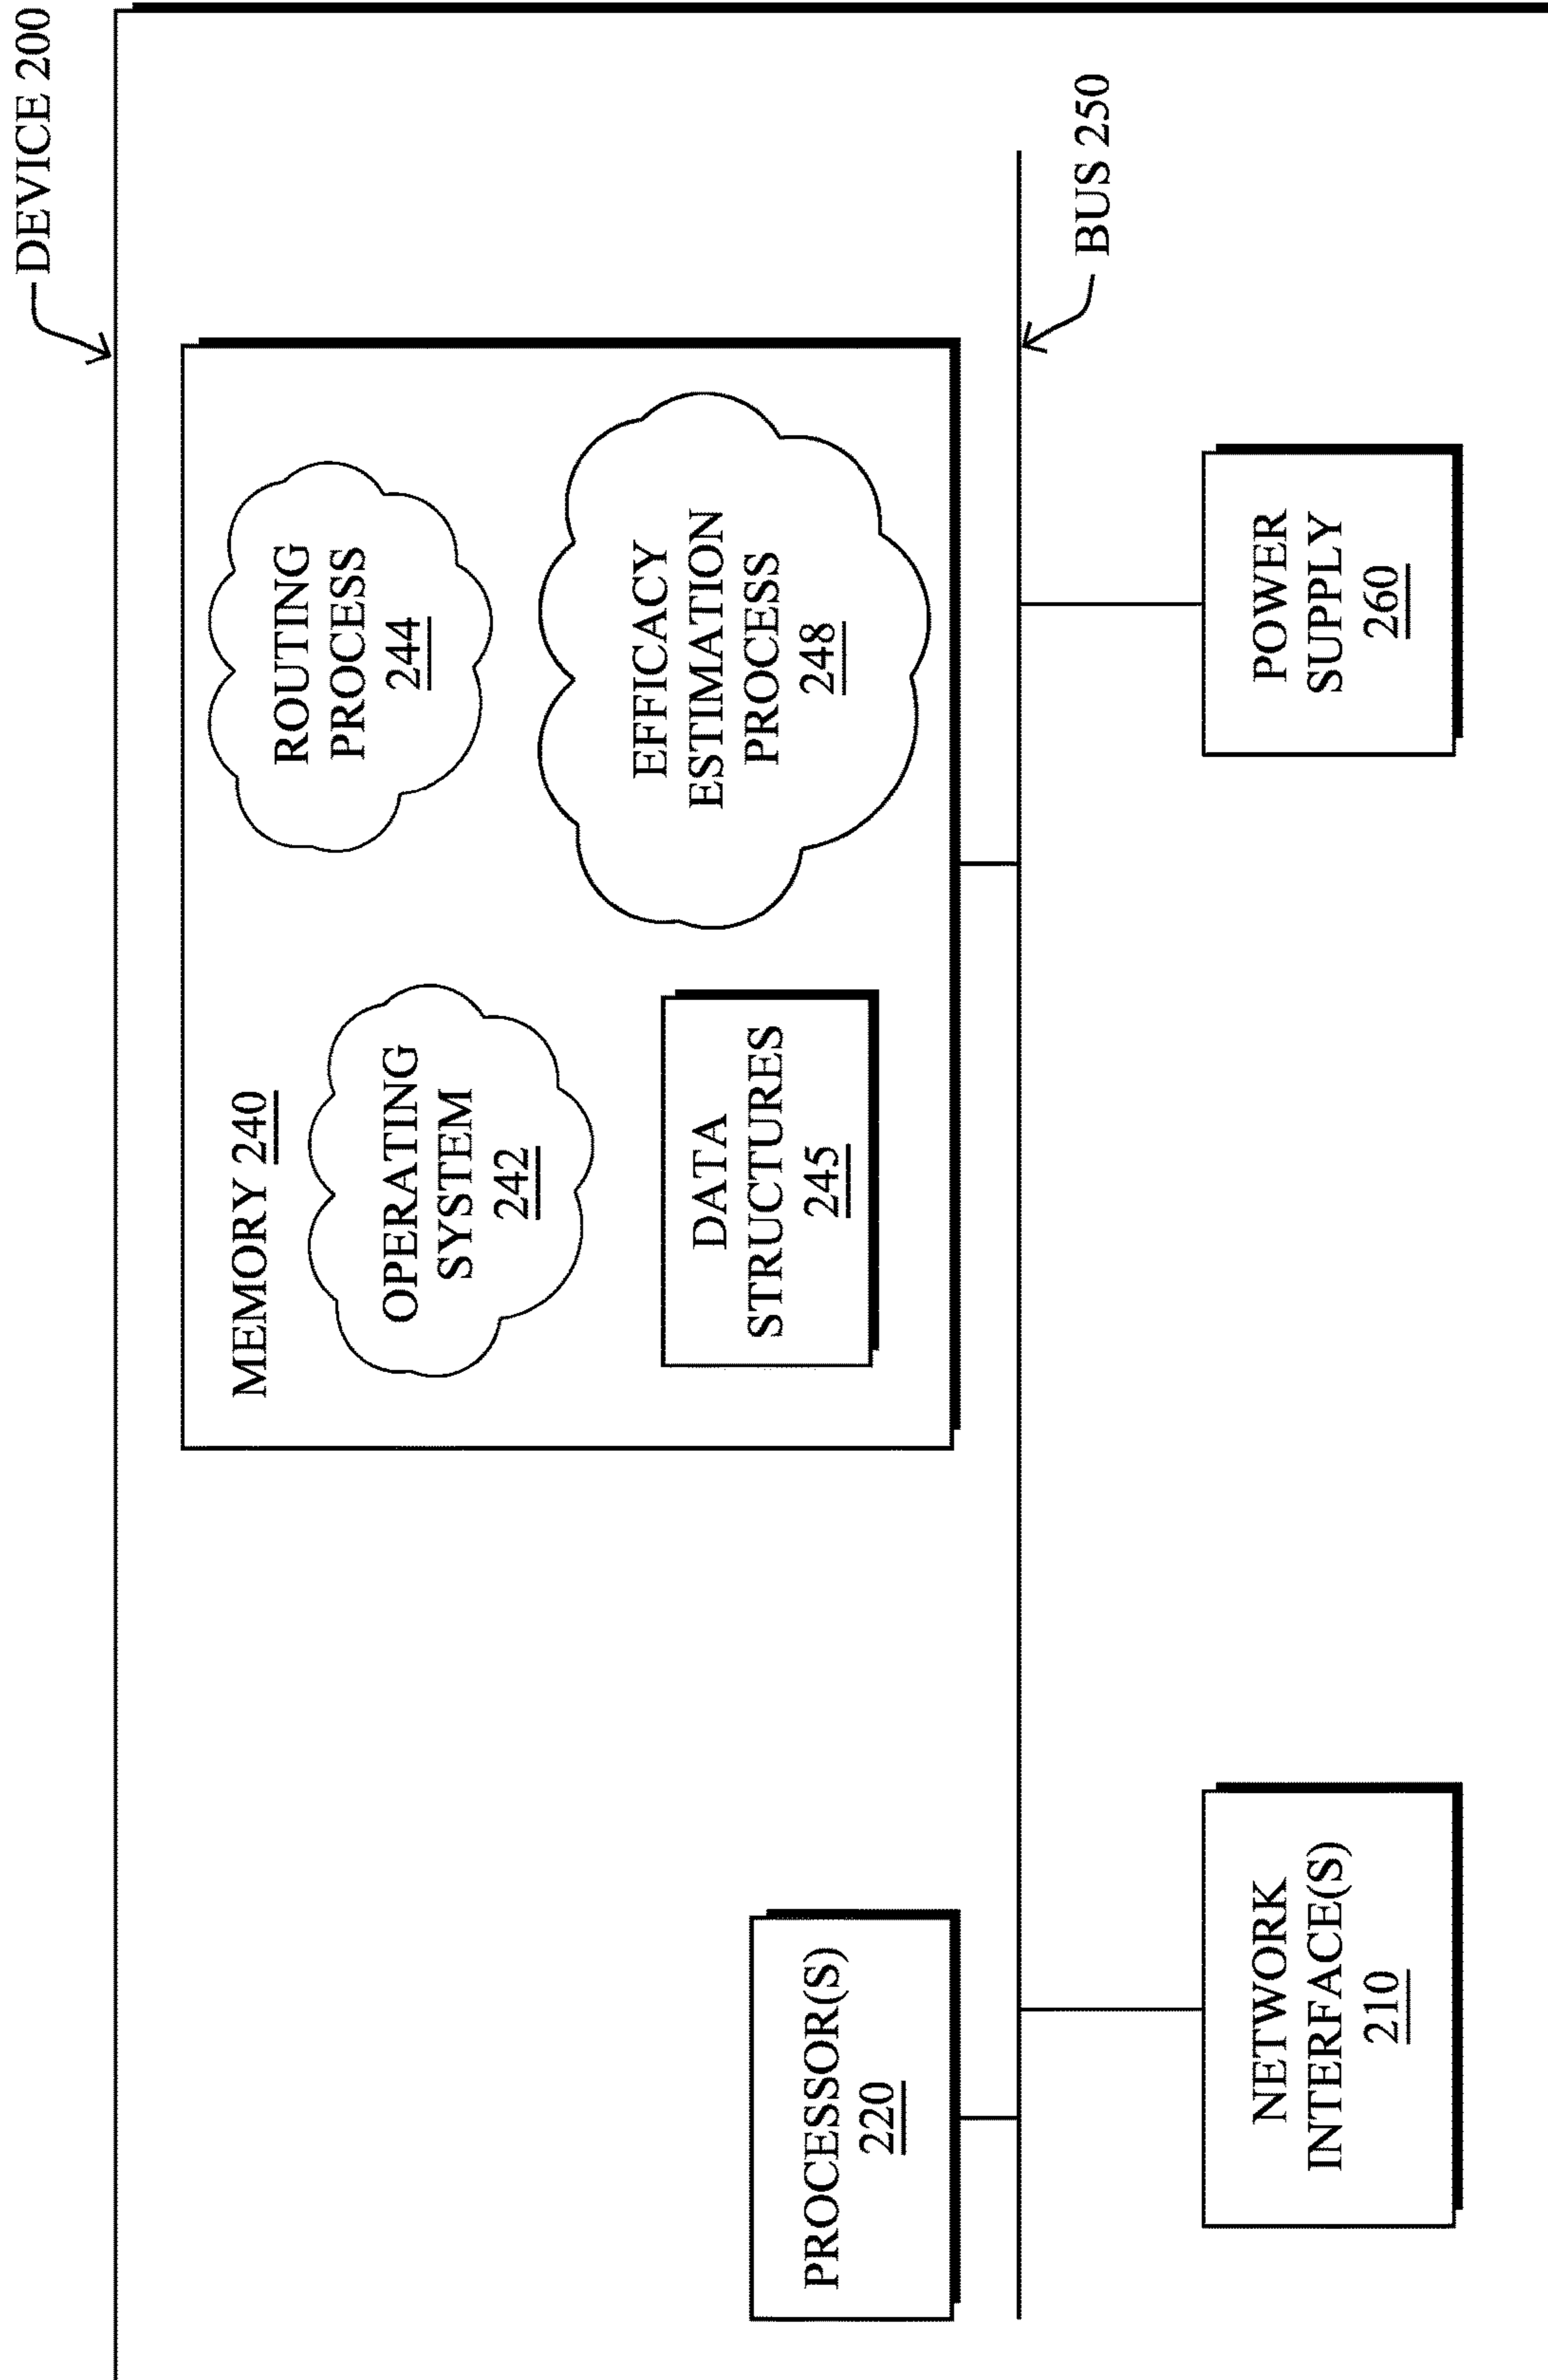 DEVICE 200
MEMORY 240
OPERATING
SYSTEM
242
ROUTING
PROCESS
244
DATA
STRUCTURES
245
EFFICACY
ESTIMATION
PROCESS
248
PROCESSOR(S)
220
BUS 250
NETWORK
INTERFACE(S)
210
POWER
SUPPLY
260